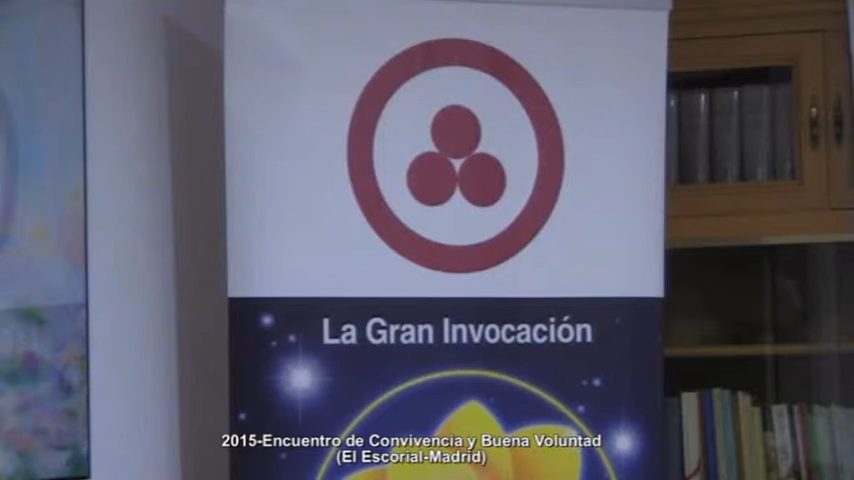 La Gran Invocación
2015-Encuentro de Convivencia y Buena Voluntad
(El Escorial-Madrid)